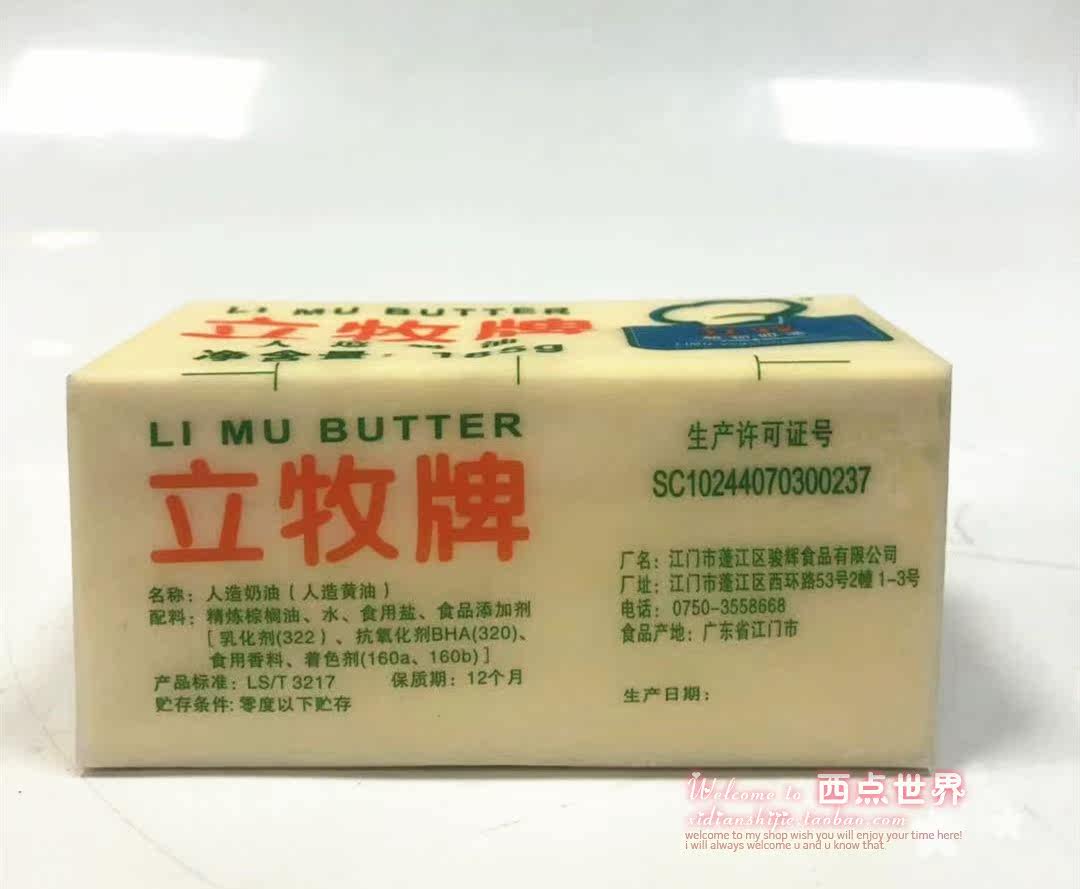 LI MU BUTTER
立牧牌
净含量:
LI MU BUTTER
立牧牌
名称：人造奶油（人造黄油）
配料：精炼棕榈油、水、食用盐、食品添加剂
[乳化剂(322）、抗氧化剂BHA(320)、
食用香料、着色剂(160a、160b)]
产品标准：LS/T 3217 保质期：12个月
贮存条件: 零度以下贮存
生产许可证号
SC10244070300237
厂名：江门市蓬江区骏辉食品有限公司
厂址：江门市蓬江区西环路53号2幢 1-3号
电话：0750-3558668
食品产地：广东省江门市
生产日期：
Welcome to 西点世界
xidianshijie.taobao.com
welcome to my shop wish you will enjoy your time here!
i will always welcome u and u know that